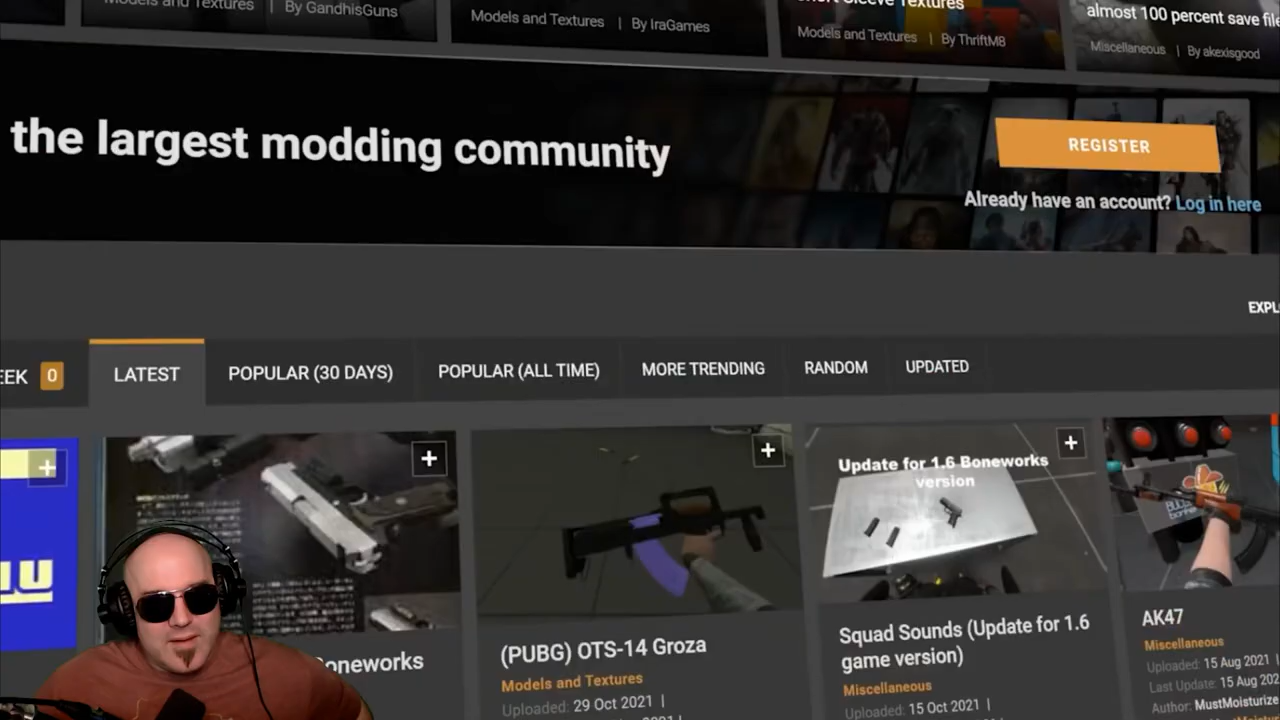 Models and Textures | By GandhisGuns
Models and Textures | By IraGames
Short Sleeve Textures
Models and Textures | By ThriftM8
almost 100 percent save file
Miscellaneous | By akexisgood
the largest modding community
REGISTER
Already have an account? Log in here
EXPL
EEK 0
LATEST
POPULAR (30 DAYS)
POPULAR (ALL TIME)
MORE TRENDING
RANDOM
UPDATED
Update for 1.6 Boneworks
version
Boneworks
(PUBG) OTS-14 Groza
Models and Textures
Uploaded: 29 Oct 2021 |
Squad Sounds (Update for 1.6
game version)
Miscellaneous
Uploaded: 15 Oct 2021 |
AK47
Miscellaneous
Uploaded: 15 Aug 2021 |
Last Update: 15 Aug 202
Author: MustMoisturize